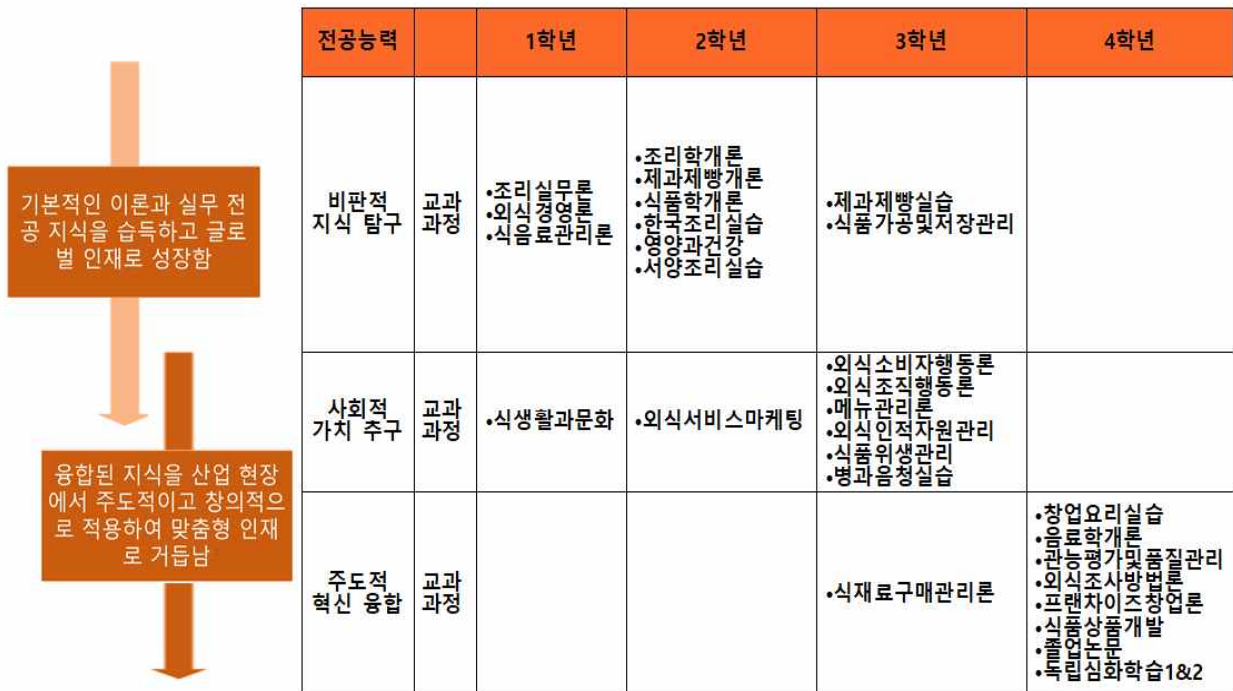 전공능력 1학년 2학년 3학년 4학년
기본적인 이론과 실무 전
공 지식을 습득하고 글로
벌 인재로 성장함
비판적
지식 탐구
교과
과정
•조리실무론
•외식경영론
•식음료관리론
•조리학개론
•제과제빵개론
•식품학개론
•한국조리실습
•영양과건강
•서양조리실습
•제과제빵실습
•식품가공및저장관리
사회적
가치 추구
교과
과정
•식생활과문화
•외식서비스마케팅
•외식소비자행동론
•외식조직행동론
•메뉴관리론
•외식인적자원관리
•식품위생관리
•병과음청실습
융합된 지식을 산업 현장
에서 주도적이고 창의적으
로 적용하여 맞춤형 인재
로 거듭남
주도적
혁신 융합
교과
과정
•식재료구매관리론
•창업요리실습
•음료학개론
•관능평가및품질관리
•외식조사방법론
•프랜차이즈창업론
•식품상품개발
•졸업논문
•독립심화학습1&2